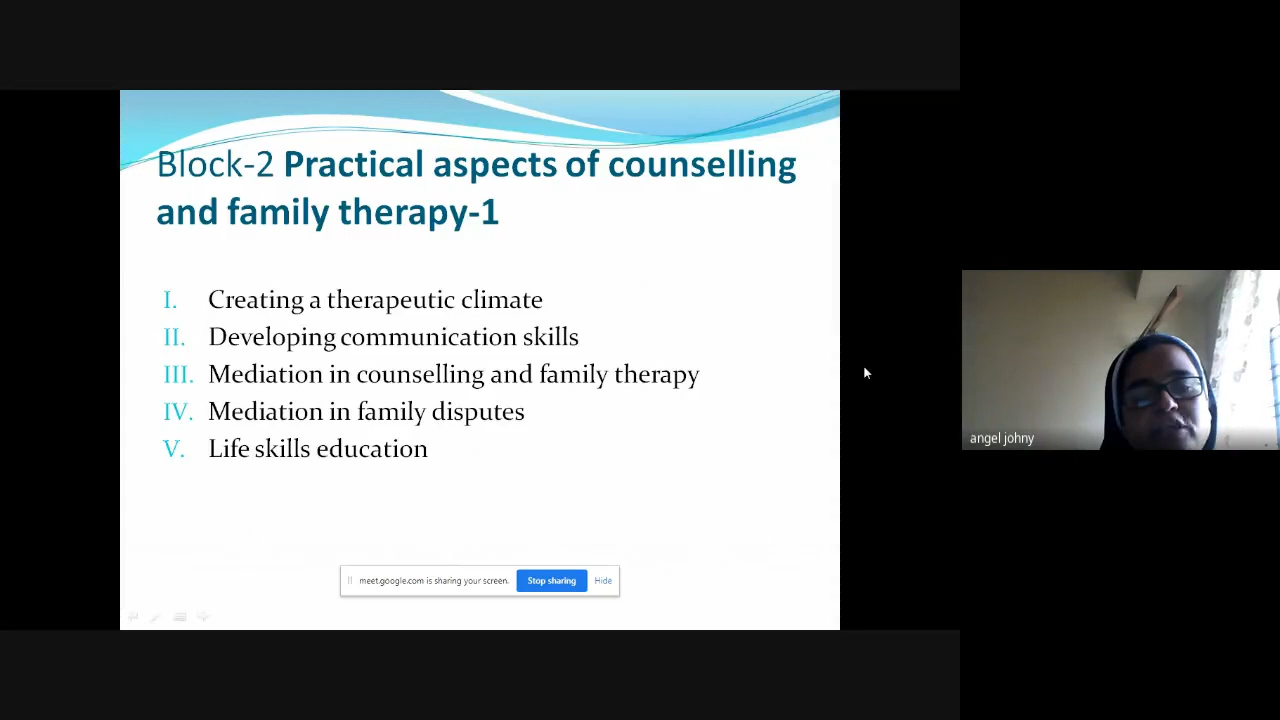 Block-2 Practical aspects of counselling
and family therapy-1
I. Creating a therapeutic climate
II. Developing communication skills
III. Mediation in counselling and family therapy
IV. Mediation in family disputes
V. Life skills education
meet.google.com is sharing your screen. Stop sharing Hide
angel johny